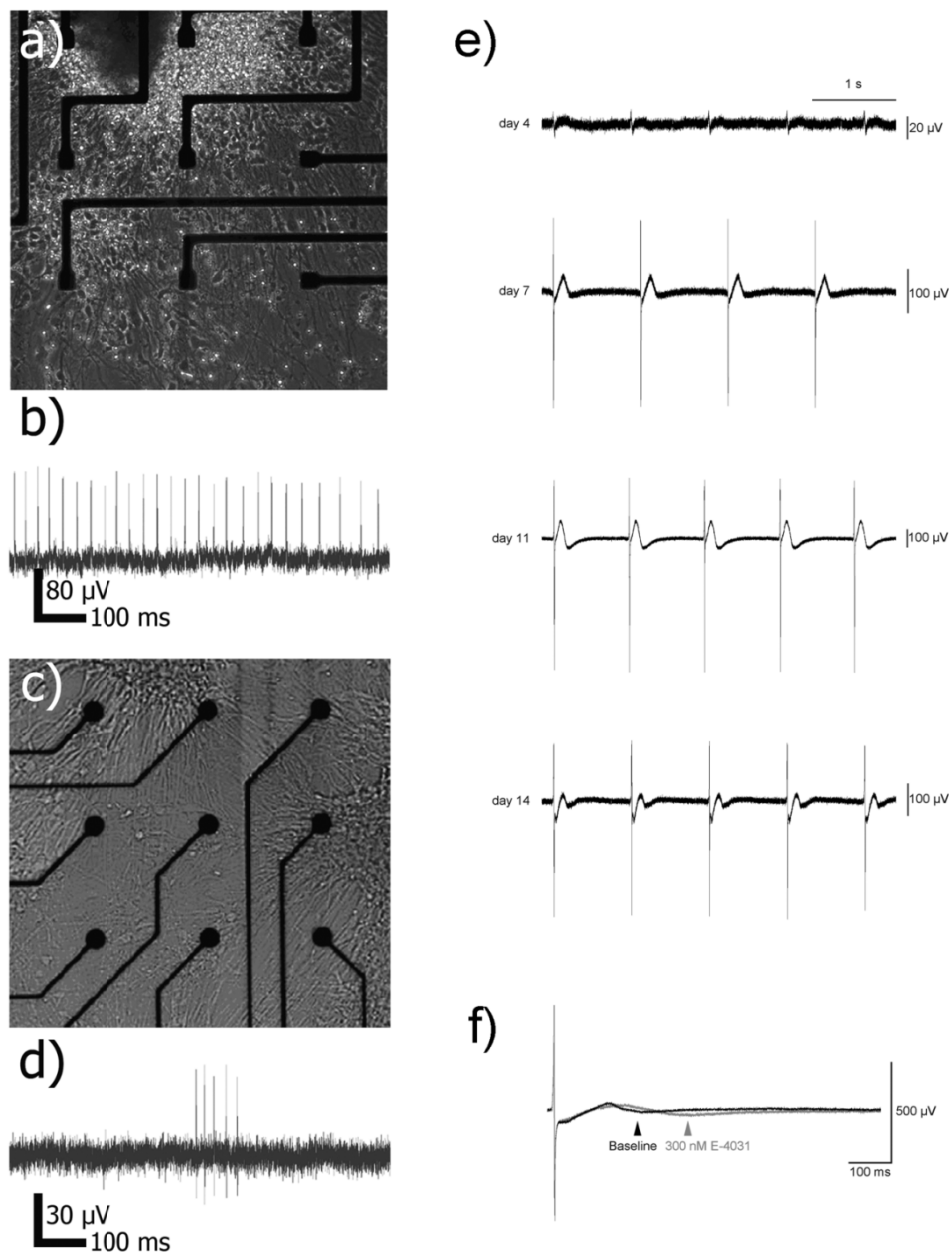 a)
b)
80 µV
100 ms
c)
d)
30 µV
100 ms
e)
1 s
day 4
20 µV
day 7
100 µV
day 11
100 µV
day 14
100 µV
f)
500 µV
Baseline 300 nM E-4031
100 ms